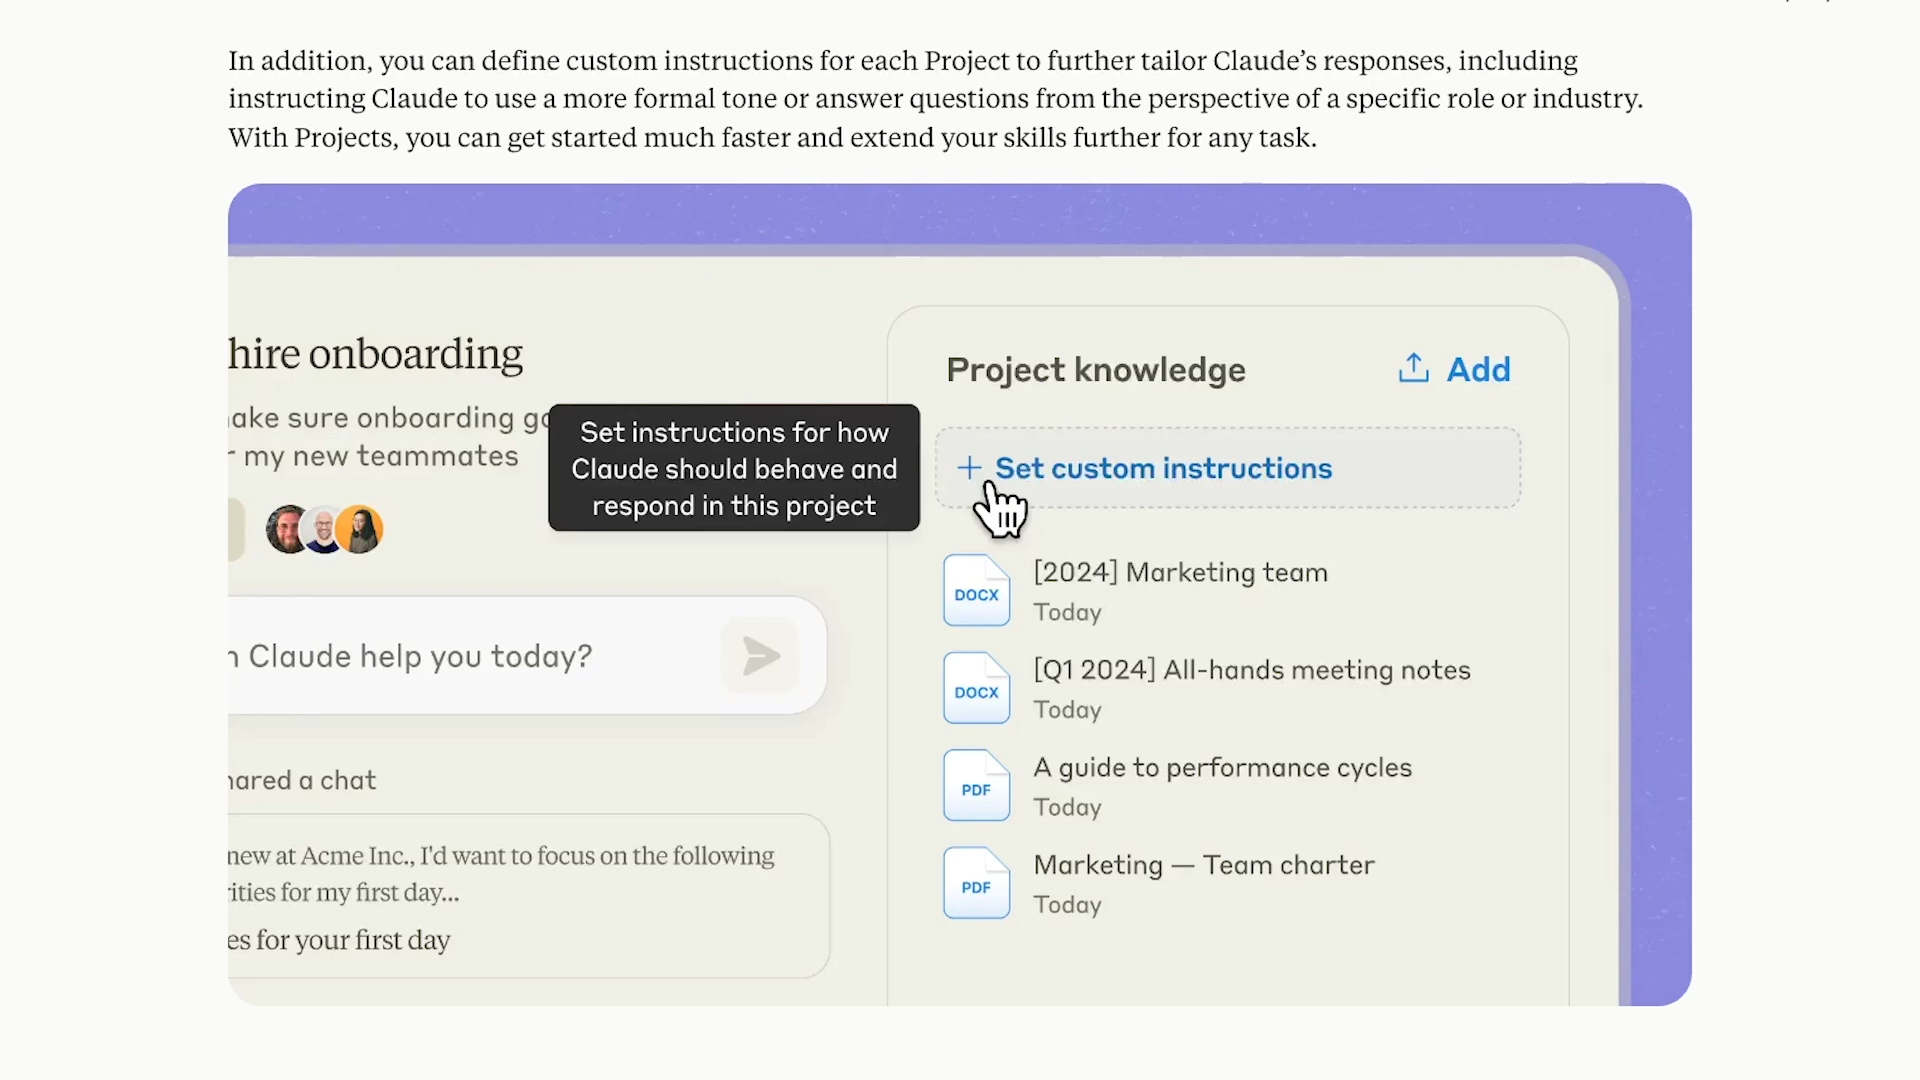 In addition, you can define custom instructions for each Project to further tailor Claude’s responses, including
instructing Claude to use a more formal tone or answer questions from the perspective of a specific role or industry.
With Projects, you can get started much faster and extend your skills further for any task.
hire onboarding
make sure onboarding
my new teammates
Set instructions for how
Claude should behave and
respond in this project
Claude help you today?
shared a chat
new at Acme Inc., I'd want to focus on the following
for my first day...
for your first day
Project knowledge
Add
+ Set custom instructions
DOCX
[2024] Marketing team
Today
DOCX
[Q1 2024] All-hands meeting notes
Today
PDF
A guide to performance cycles
Today
PDF
Marketing — Team charter
Today